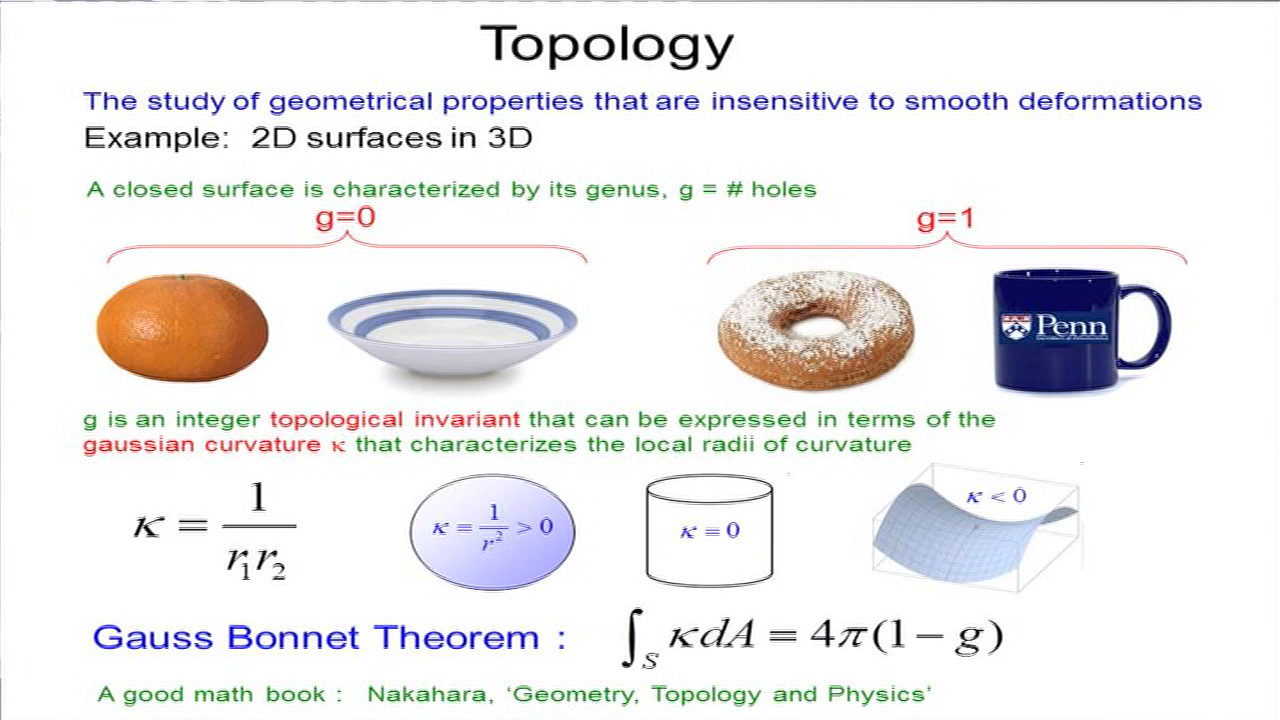 Topology
The study of geometrical properties that are insensitive to smooth deformations
Example: 2D surfaces in 3D
A closed surface is characterized by its genus, g = # holes
g=0
g=1
Penn
g is an integer topological invariant that can be expressed in terms of the
gaussian curvature κ that characterizes the local radii of curvature
κ = 1/(r₁r₂)
κ = 1/r² > 0
κ = 0
κ < 0
Gauss Bonnet Theorem : ∫_S κdA = 4π(1− g)
A good math book : Nakahara, ‘Geometry, Topology and Physics’